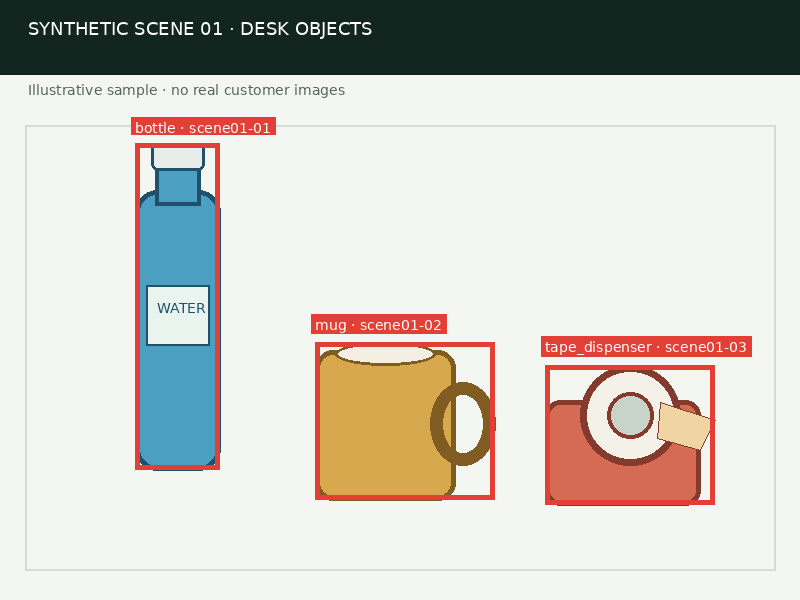 SYNTHETIC SCENE 01 · DESK OBJECTS
Illustrative sample · no real customer images
bottle · scene01-01
WATER
mug · scene01-02
tape_dispenser · scene01-03